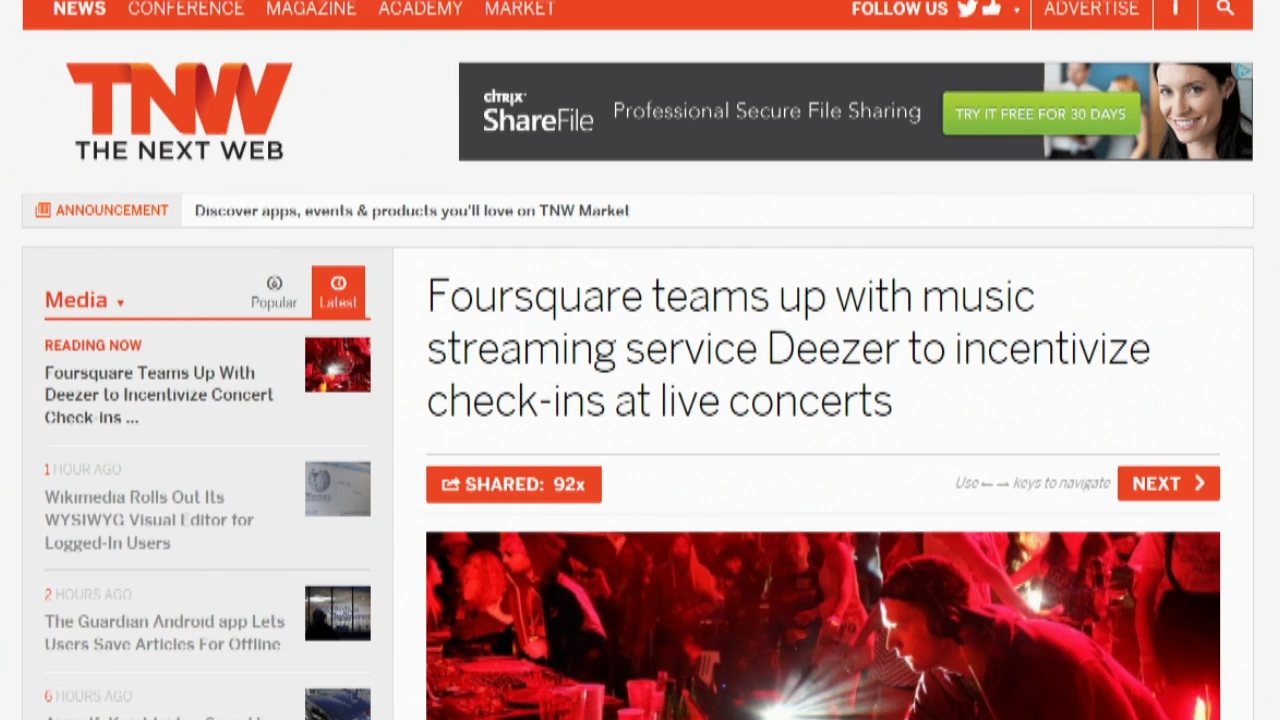 NEWS CONFERENCE MAGAZINE ACADEMY MARKET FOLLOW US ADVERTISE
TNW
THE NEXT WEB
CITRIX
ShareFile Professional Secure File Sharing TRY IT FREE FOR 30 DAYS
ANNOUNCEMENT Discover apps, events & products you'll love on TNW Market
Media Popular Latest
READING NOW
Foursquare Teams Up With
Deezer to Incentivize Concert
Check-ins ...
1 HOUR AGO
Wikimedia Rolls Out Its
WYSIWYG Visual Editor for
Logged-In Users
2 HOURS AGO
The Guardian Android app Lets
Users Save Articles For Offline
6 HOURS AGO
Foursquare teams up with music
streaming service Deezer to incentivize
check-ins at live concerts
SHARED: 92x Use ← → keys to navigate NEXT